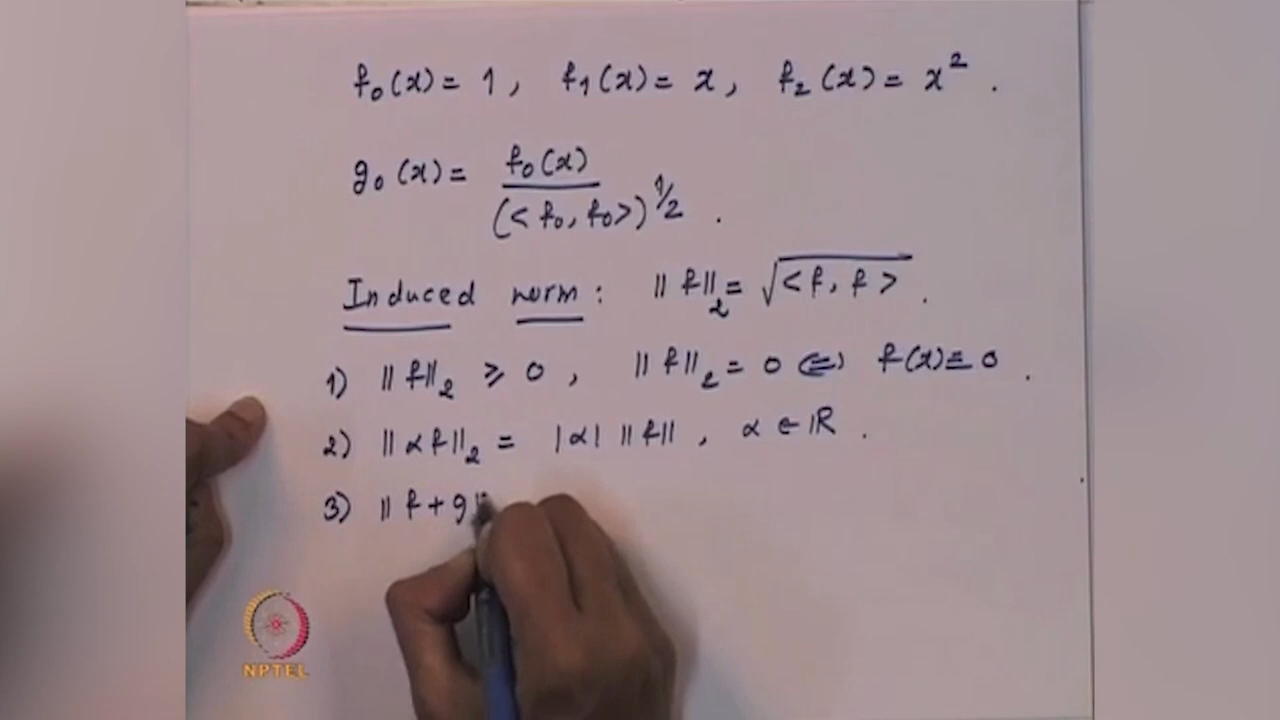 f₀(x) = 1, f₁(x) = x, f₂(x) = x².
g₀(x) = f₀(x) / (<f₀, f₀>)^1/2.
Induced norm: ||f||₂ = √<f, f>.
1) ||f||₂ ≥ 0, ||f||₂ = 0 ⇔ f(x) ≡ 0.
2) ||αf||₂ = |α| ||f||, α ∈ ℝ.
3) ||f+g||
NPTEL